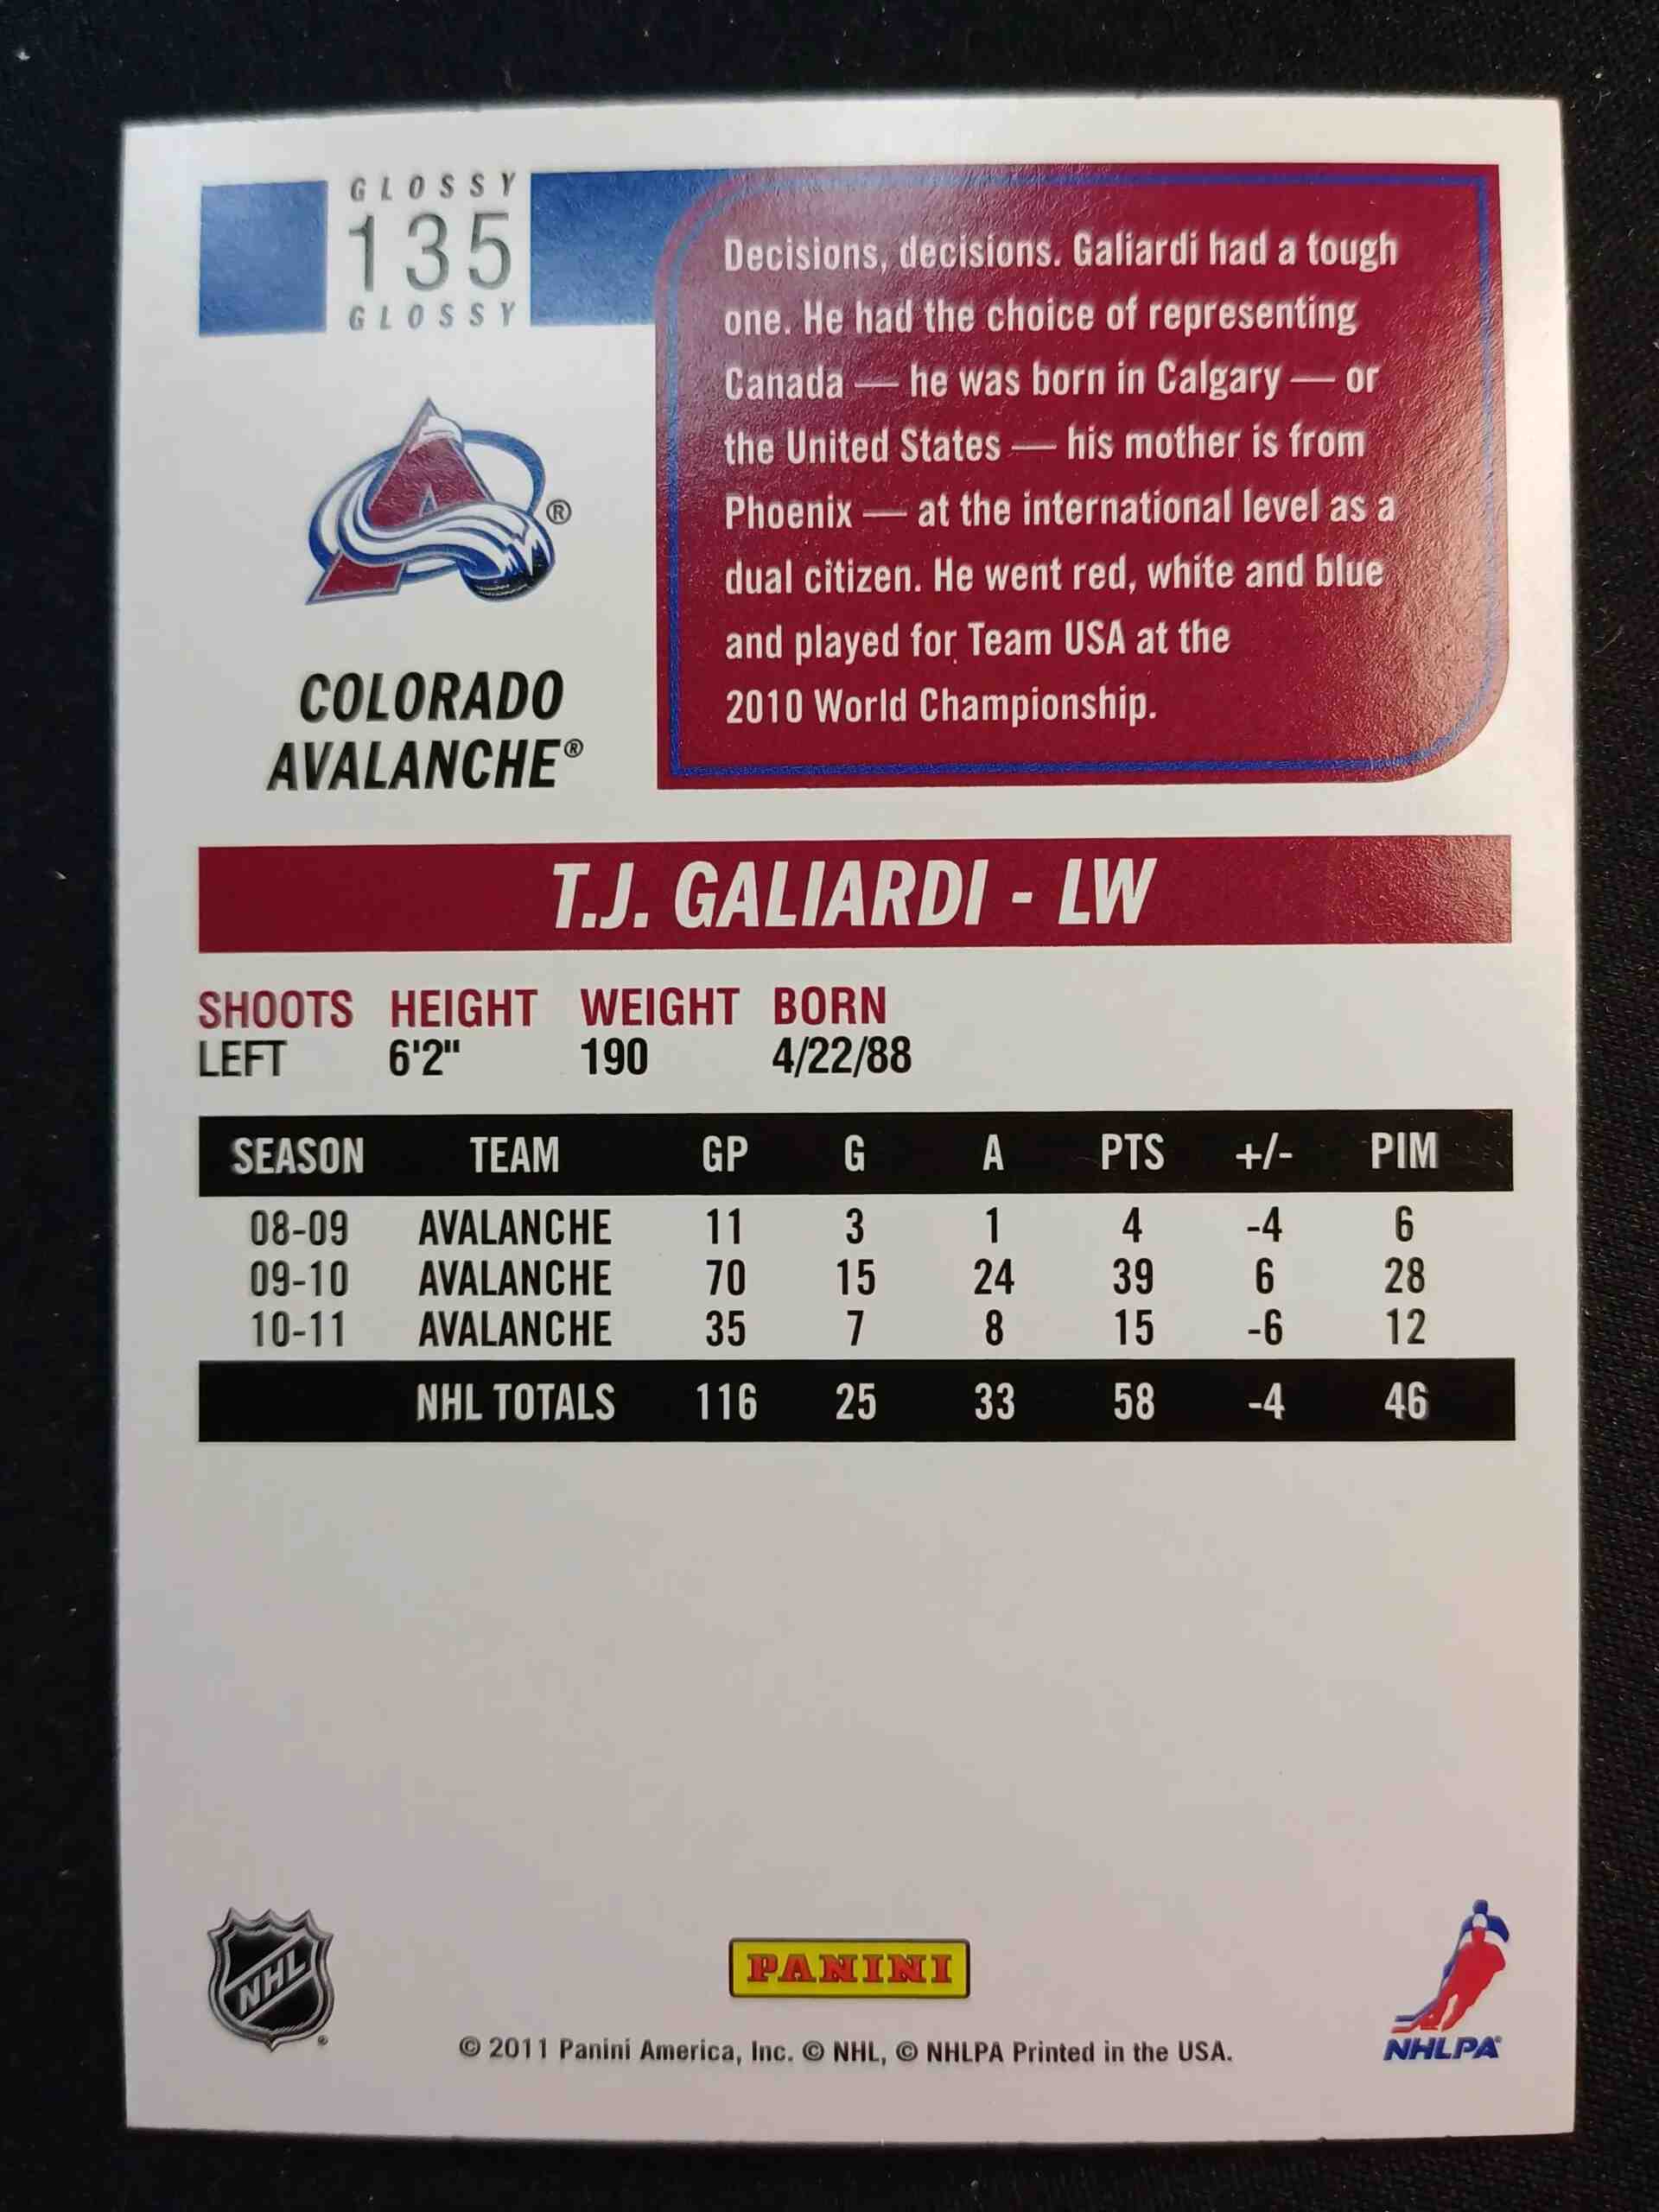 GLOSSY
135
GLOSSY
Decisions, decisions. Galiardi had a tough
one. He had the choice of representing
Canada — he was born in Calgary — or
the United States — his mother is from
Phoenix — at the international level as a
dual citizen. He went red, white and blue
and played for Team USA at the
2010 World Championship.
A ®
COLORADO
AVALANCHE®
T.J. GALIARDI - LW
SHOOTS HEIGHT WEIGHT BORN
LEFT 6'2" 190 4/22/88
SEASON TEAM GP G A PTS +/- PIM
08-09 AVALANCHE 11 3 1 4 -4 6
09-10 AVALANCHE 70 15 24 39 6 28
10-11 AVALANCHE 35 7 8 15 -6 12
NHL TOTALS 116 25 33 58 -4 46
NHL
PANINI
NHLPA
© 2011 Panini America, Inc. © NHL, © NHLPA Printed in the USA.